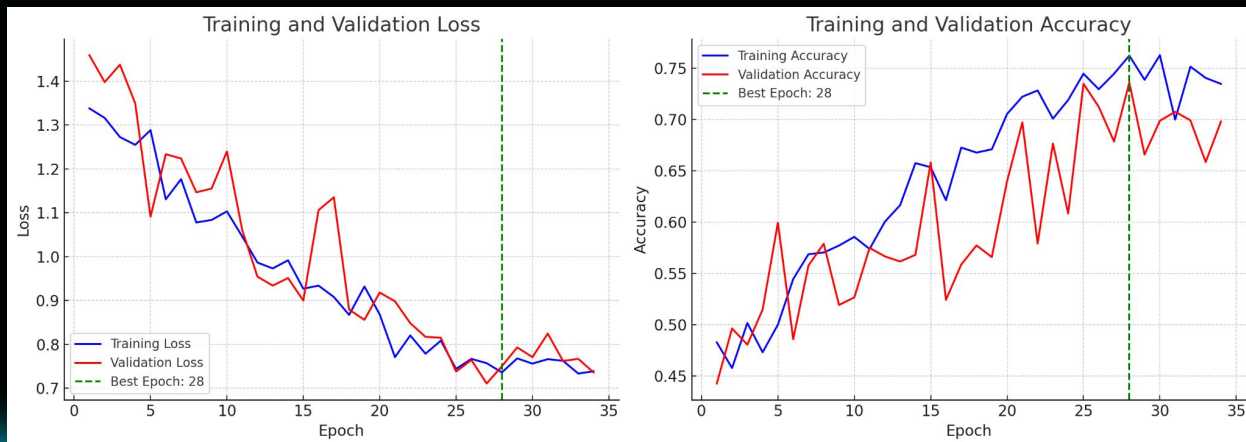 Training and Validation Loss
1.4
1.3
1.2
1.1
1.0
0.9
0.8
0.7
Loss
Training Loss
Validation Loss
Best Epoch: 28
0
5
10
15
20
25
30
35
Epoch
Training and Validation Accuracy
Training Accuracy
Validation Accuracy
Best Epoch: 28
0.75
0.70
0.65
0.60
0.55
0.50
0.45
Accuracy
0
5
10
15
20
25
30
35
Epoch